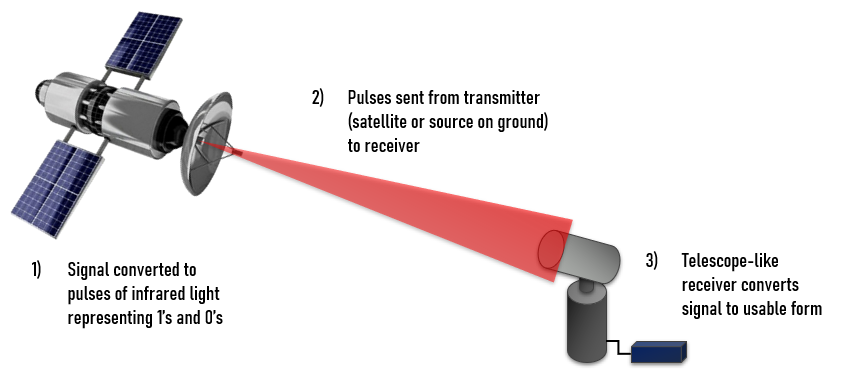 1) Signal converted to
pulses of infrared light
representing 1's and 0's
2) Pulses sent from transmitter
(satellite or source on ground)
to receiver
3) Telescope-like
receiver converts
signal to usable form